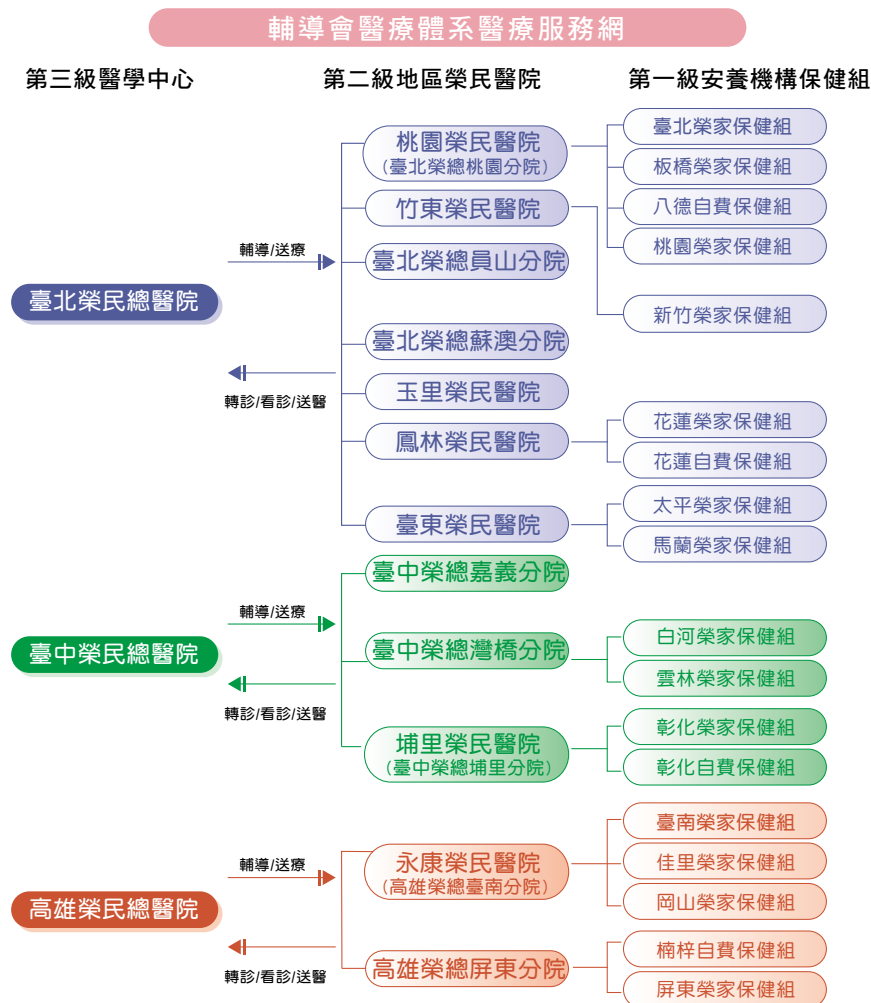 輔導會醫療體系醫療服務網
第三級醫學中心
第二級地區榮民醫院
第一級安養機構保健組
臺北榮民總醫院
輔導/送療
轉診/看診/送醫
桃園榮民醫院
(臺北榮總桃園分院)
竹東榮民醫院
臺北榮總員山分院
臺北榮總蘇澳分院
玉里榮民醫院
鳳林榮民醫院
臺東榮民醫院
臺北榮家保健組
板橋榮家保健組
八德自費保健組
桃園榮家保健組
新竹榮家保健組
花蓮榮家保健組
花蓮自費保健組
太平榮家保健組
馬蘭榮家保健組
臺中榮民總醫院
輔導/送療
轉診/看診/送醫
臺中榮總嘉義分院
臺中榮總灣橋分院
埔里榮民醫院
(臺中榮總埔里分院)
白河榮家保健組
雲林榮家保健組
彰化榮家保健組
彰化自費保健組
高雄榮民總醫院
輔導/送療
轉診/看診/送醫
永康榮民醫院
(高雄榮總臺南分院)
高雄榮總屏東分院
臺南榮家保健組
佳里榮家保健組
岡山榮家保健組
楠梓自費保健組
屏東榮家保健組